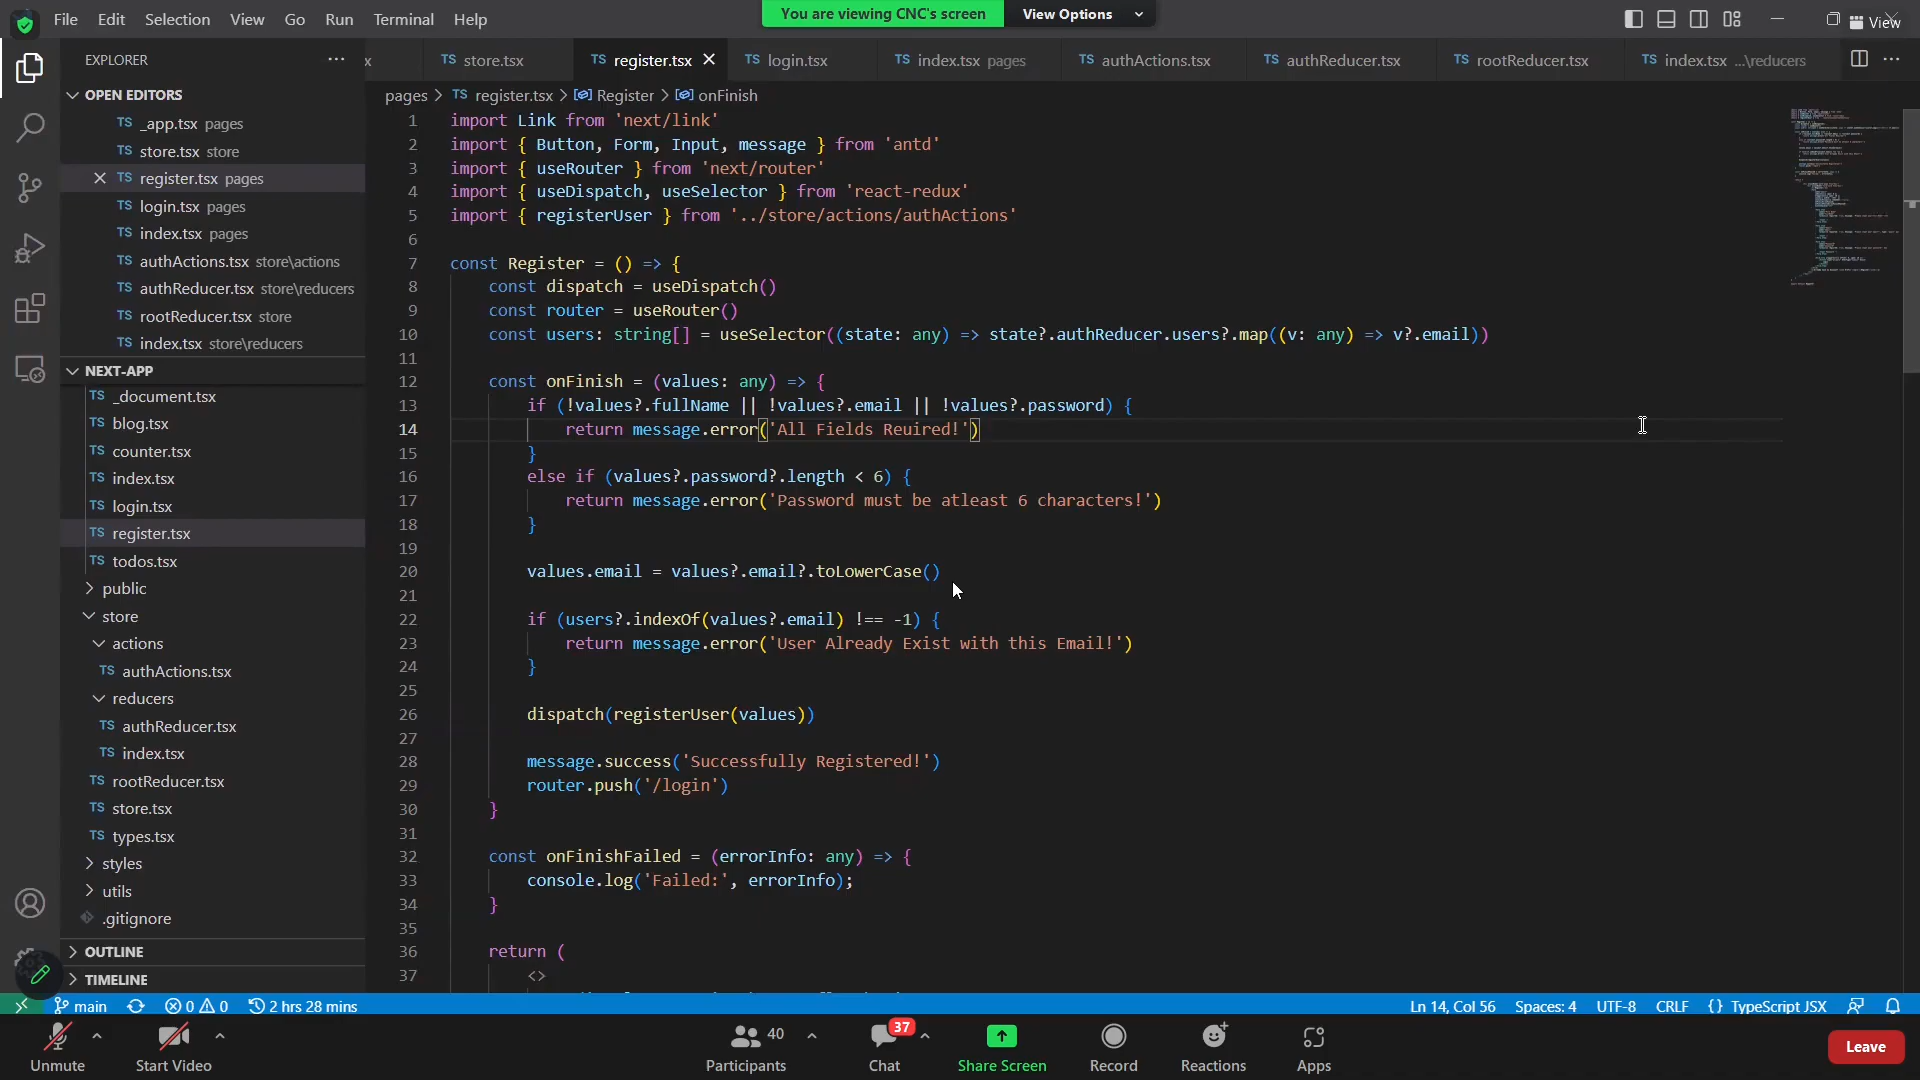 File Edit Selection View Go Run Terminal Help
You are viewing CNC's screen View Options
View
EXPLORER
OPEN EDITORS
TS _app.tsx pages
TS store.tsx store
TS register.tsx pages
TS login.tsx pages
TS index.tsx pages
TS authActions.tsx store\actions
TS authReducer.tsx store\reducers
TS rootReducer.tsx store
TS index.tsx store\reducers
NEXT-APP
TS _document.tsx
TS blog.tsx
TS counter.tsx
TS index.tsx
TS login.tsx
TS register.tsx
TS todos.tsx
public
store
actions
TS authActions.tsx
reducers
TS authReducer.tsx
TS index.tsx
TS rootReducer.tsx
TS store.tsx
TS types.tsx
styles
utils
.gitignore
OUTLINE
TIMELINE
x TS store.tsx TS register.tsx TS login.tsx TS index.tsx pages TS authActions.tsx TS authReducer.tsx TS rootReducer.tsx TS index.tsx ...\reducers
pages > TS register.tsx > Register > onFinish
1 import Link from 'next/link'
2 import { Button, Form, Input, message } from 'antd'
3 import { useRouter } from 'next/router'
4 import { useDispatch, useSelector } from 'react-redux'
5 import { registerUser } from '../store/actions/authActions'
6
7 const Register = () => {
8 const dispatch = useDispatch()
9 const router = useRouter()
10 const users: string[] = useSelector((state: any) => state?.authReducer.users?.map((v: any) => v?.email))
11
12 const onFinish = (values: any) => {
13 if (!values?.fullName || !values?.email || !values?.password) {
14 return message.error('All Fields Reuired!')
15 }
16 else if (values?.password?.length < 6) {
17 return message.error('Password must be atleast 6 characters!')
18 }
19
20 values.email = values?.email?.toLowerCase()
21
22 if (users?.indexOf(values?.email) !== -1) {
23 return message.error('User Already Exist with this Email!')
24 }
25
26 dispatch(registerUser(values))
27
28 message.success('Successfully Registered!')
29 router.push('/login')
30 }
31
32 const onFinishFailed = (errorInfo: any) => {
33 console.log('Failed:', errorInfo);
34 }
35
36 return (
37 <>
main 0 0 2 hrs 28 mins Ln 14, Col 56 Spaces: 4 UTF-8 CRLF {} TypeScript JSX
Unmute Start Video Participants 40 Chat 37 Share Screen Record Reactions Apps Leave